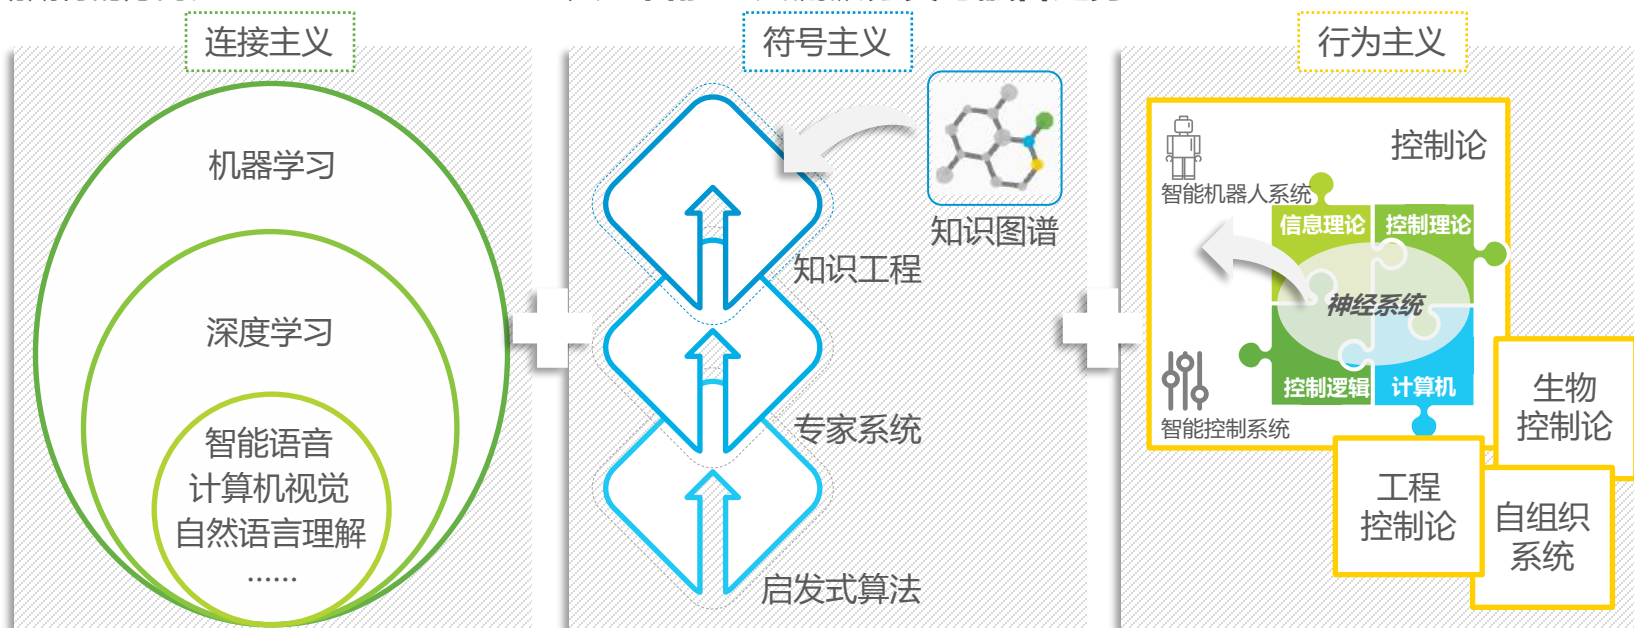 连接主义
机器学习
深度学习
智能语音
计算机视觉
自然语言理解
......
符号主义
知识图谱
知识工程
专家系统
启发式算法
行为主义
控制论
智能机器人系统
信息理论
控制理论
神经系统
控制逻辑
计算机
智能控制系统
生物
控制论
工程
控制论
自组织
系统